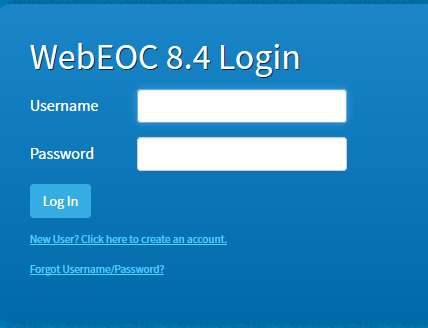 WebEOC 8.4 Login
Username
Password
Log In
New User? Click here to create an account.
Forgot Username/Password?